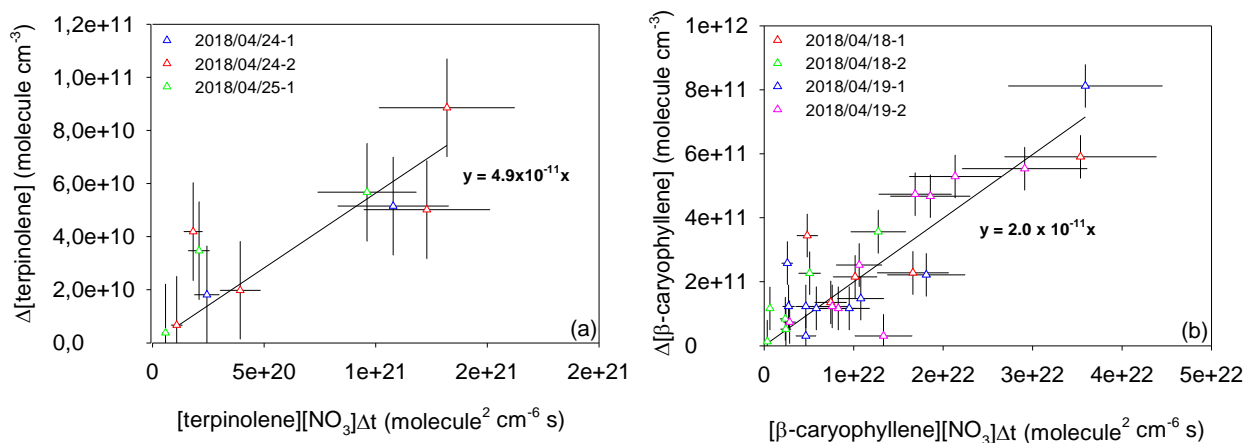 Δ[terpinolene] (molecule cm⁻³)
1,2e+11
1,0e+11
8,0e+10
6,0e+10
4,0e+10
2,0e+10
0,0
2018/04/24-1
2018/04/24-2
2018/04/25-1
y = 4.9x10⁻¹¹x
(a)
0 5e+20 1e+21 2e+21 2e+21
[terpinolene][NO₃]Δt (molecule² cm⁻⁶ s)
Δ[β-caryophyllene] (molecule cm⁻³)
1e+12
8e+11
6e+11
4e+11
2e+11
0
2018/04/18-1
2018/04/18-2
2018/04/19-1
2018/04/19-2
y = 2.0 x 10⁻¹¹x
(b)
0 1e+22 2e+22 3e+22 4e+22 5e+22
[β-caryophyllene][NO₃]Δt (molecule² cm⁻⁶ s)